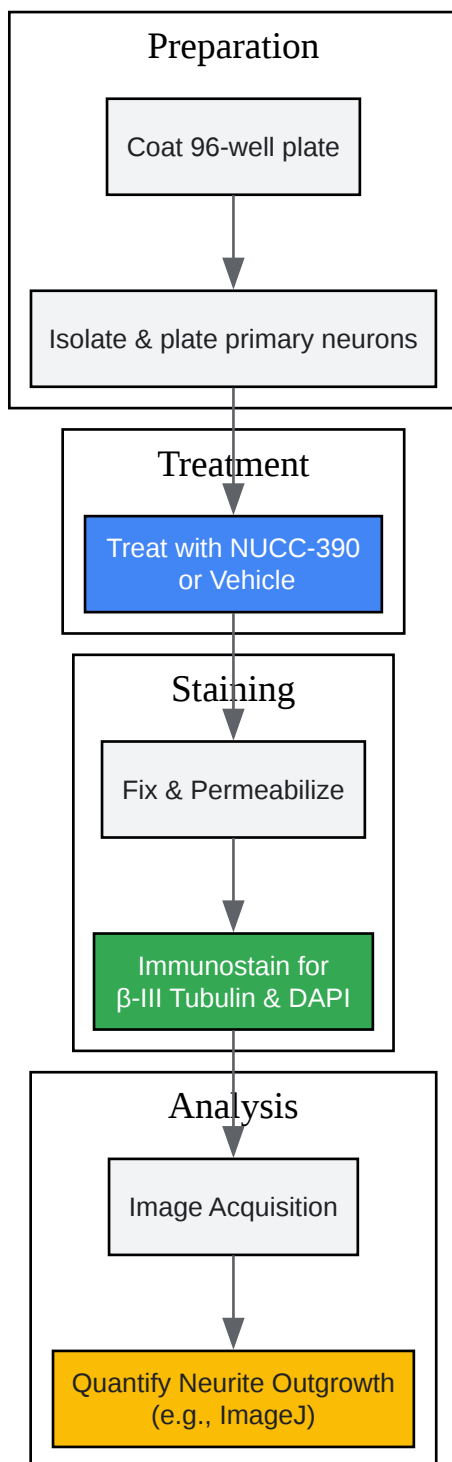 Preparation
Coat 96-well plate
Isolate & plate primary neurons
Treatment
Treat with NUCC-390
or Vehicle
Staining
Fix & Permeabilize
Immunostain for
β-III Tubulin & DAPI
Analysis
Image Acquisition
Quantify Neurite Outgrowth
(e.g., ImageJ)